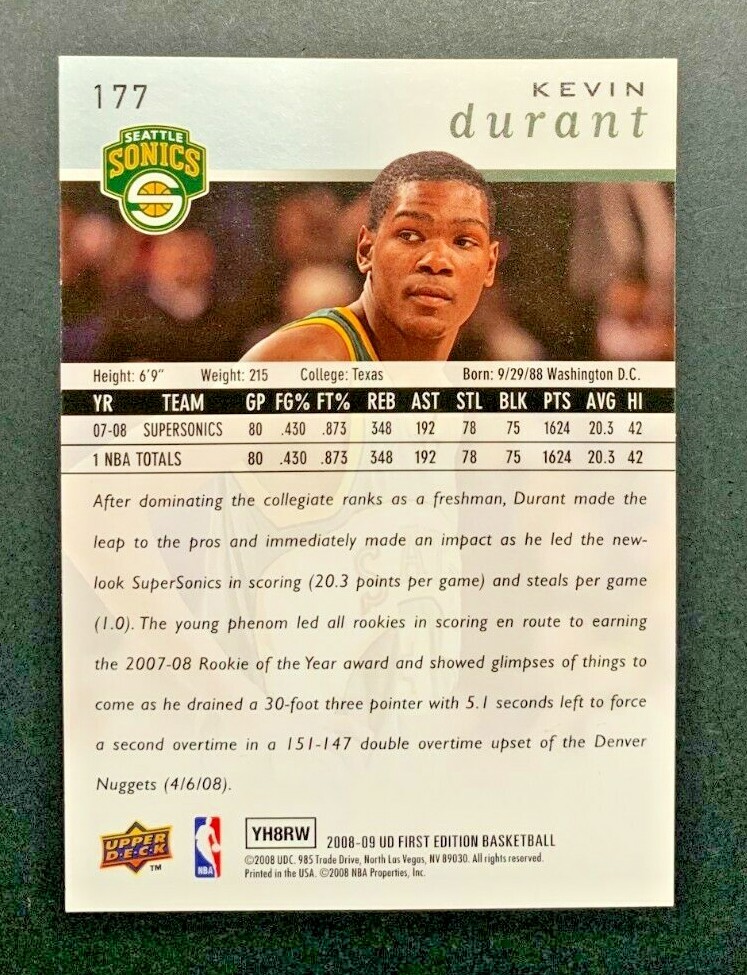 177
KEVIN
durant
SEATTLE
SONICS
Height: 6'9" Weight: 215 College: Texas Born: 9/29/88 Washington D.C.
YR TEAM GP FG% FT% REB AST STL BLK PTS AVG HI
07-08 SUPERSONICS 80 .430 .873 348 192 78 75 1624 20.3 42
1 NBA TOTALS 80 .430 .873 348 192 78 75 1624 20.3 42
After dominating the collegiate ranks as a freshman, Durant made the
leap to the pros and immediately made an impact as he led the new-
look SuperSonics in scoring (20.3 points per game) and steals per game
(1.0). The young phenom led all rookies in scoring en route to earning
the 2007-08 Rookie of the Year award and showed glimpses of things to
come as he drained a 30-foot three pointer with 5.1 seconds left to force
a second overtime in a 151-147 double overtime upset of the Denver
Nuggets (4/6/08).
UPPER
DECK
TM
NBA
YH8RW 2008-09 UD FIRST EDITION BASKETBALL
©2008 UDC. 985 Trade Drive, North Las Vegas, NV 89030. All rights reserved.
Printed in the USA. ©2008 NBA Properties, Inc.